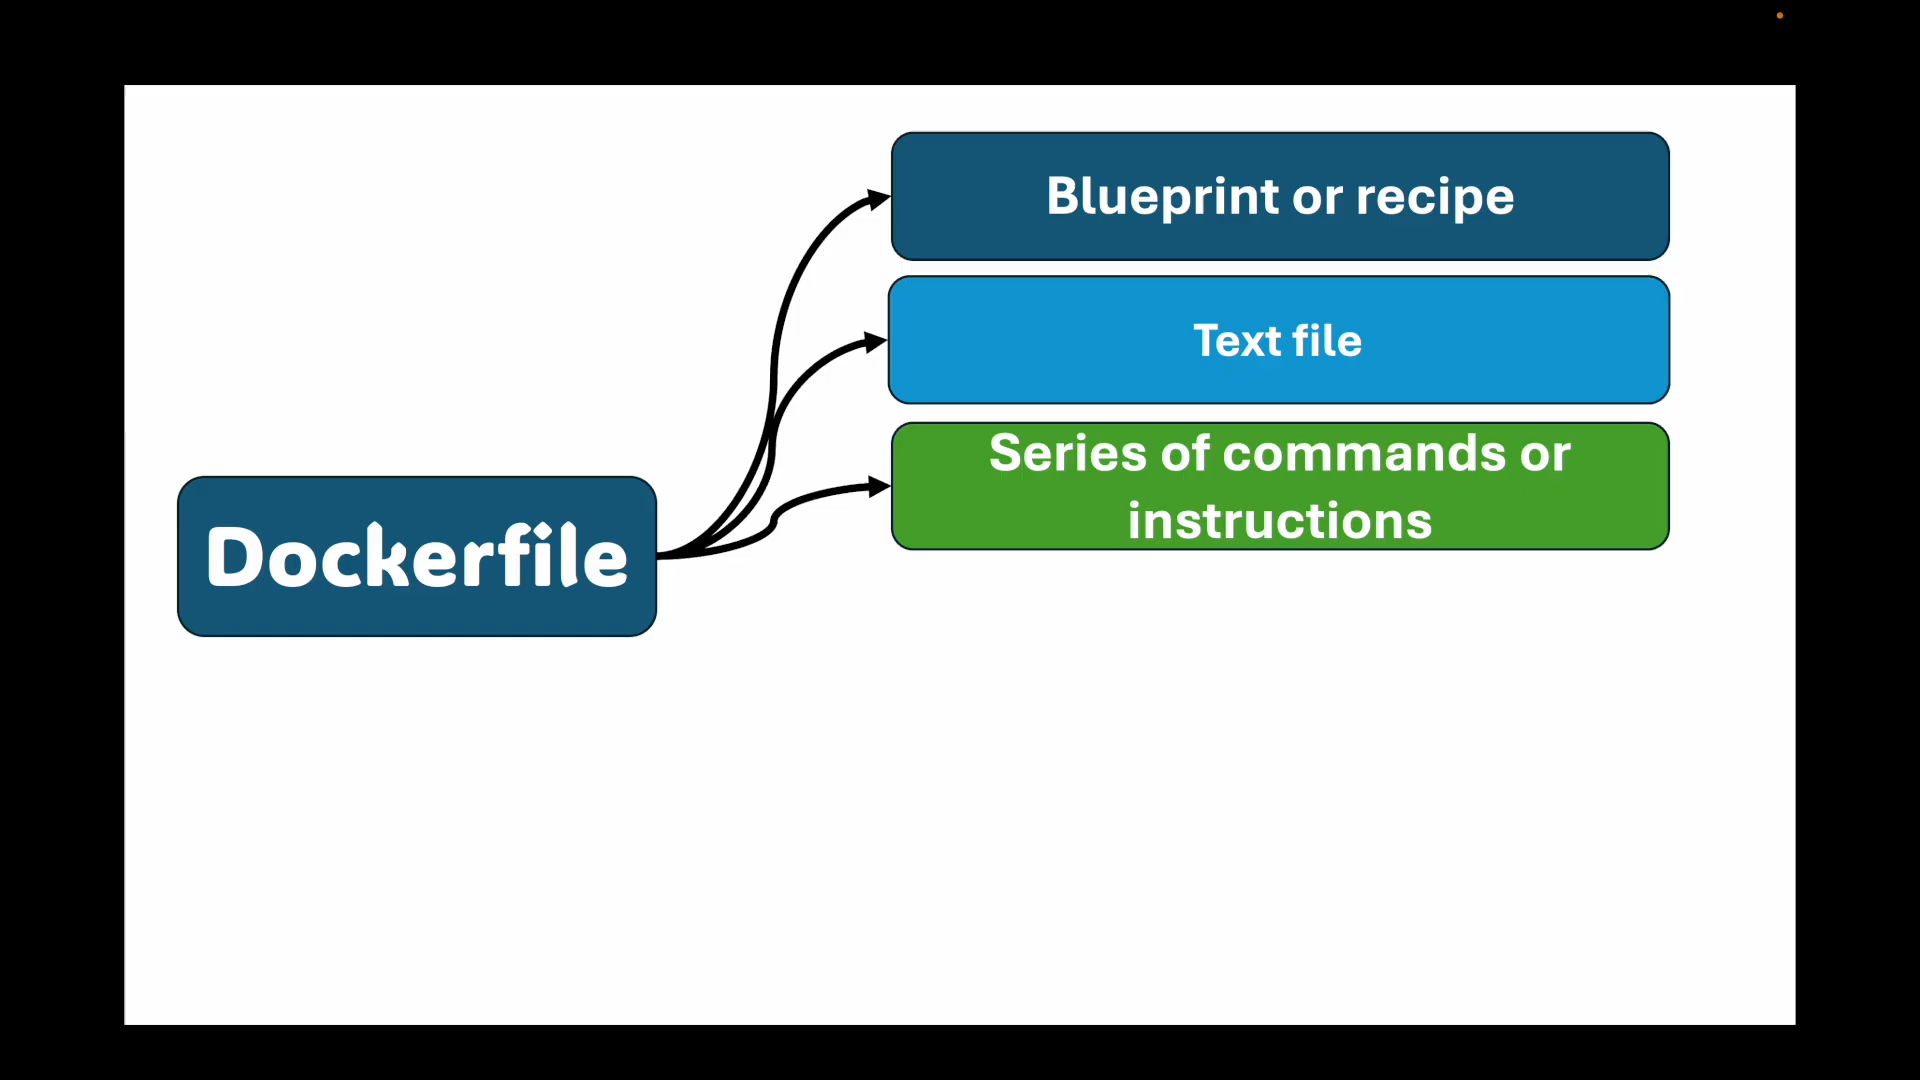 Blueprint or recipe
Text file
Series of commands or
instructions
Dockerfile